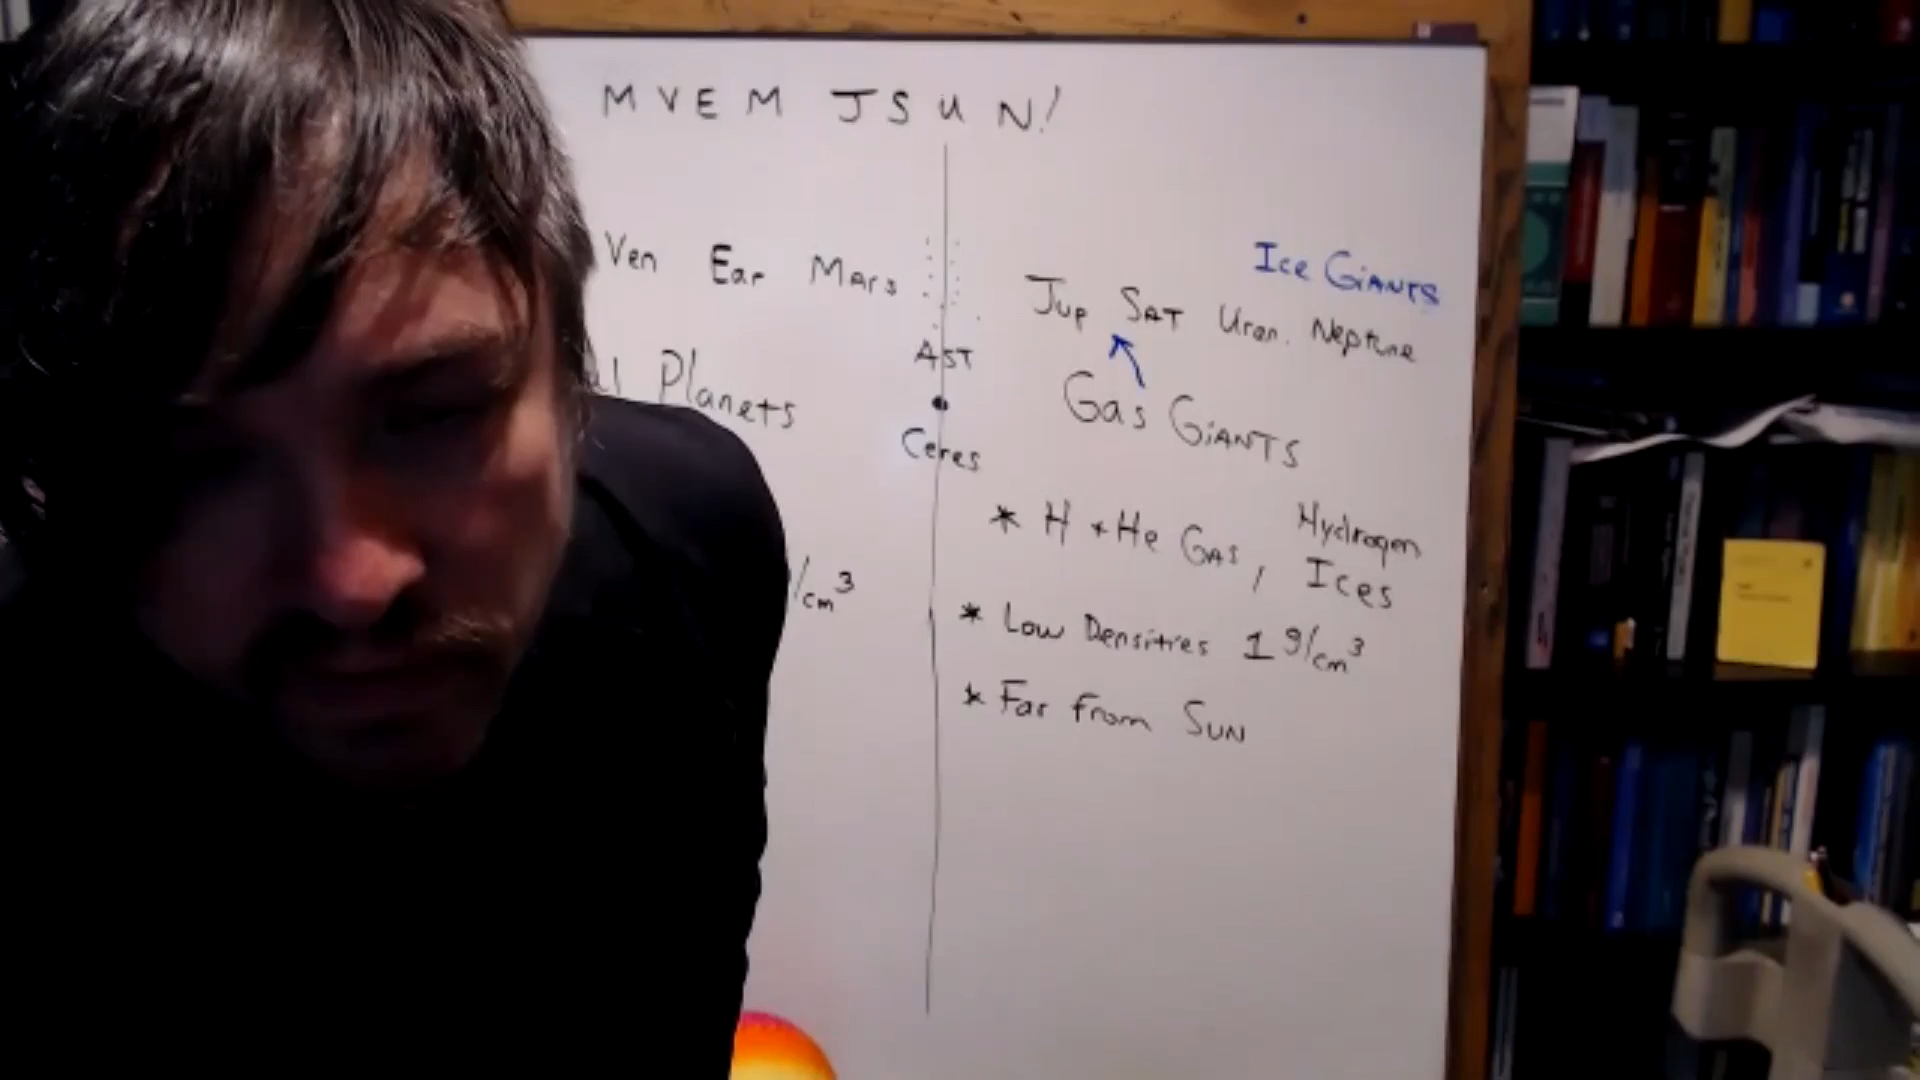 M V E M J S U N!
Ven Ear Mars
Planets
/cm³
AST
Ceres
Ice GiANTS
Jup SAT Uran. Neptune
Gas GiANTS
* H + He GAS, Hydrogen
Ices
* Low Densities 1 g/cm³
* Far From SUN